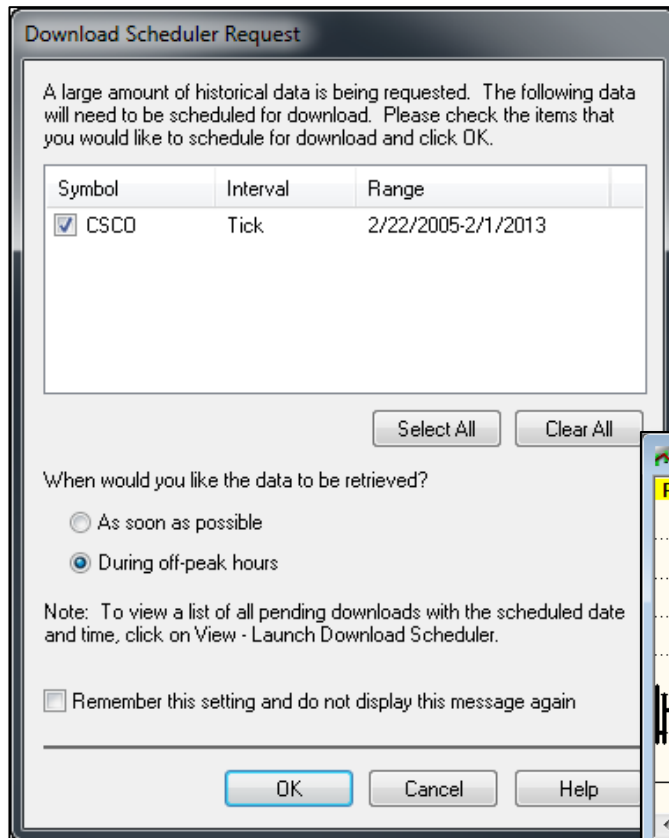 Download Scheduler Request
A large amount of historical data is being requested. The following data
will need to be scheduled for download. Please check the items that
you would like to schedule for download and click OK.
Symbol Interval Range
CSCO Tick 2/22/2005-2/1/2013
Select All Clear All
When would you like the data to be retrieved?
As soon as possible
During off-peak hours
Note: To view a list of all pending downloads with the scheduled date
and time, click on View - Launch Download Scheduler.
Remember this setting and do not display this message again
OK Cancel Help